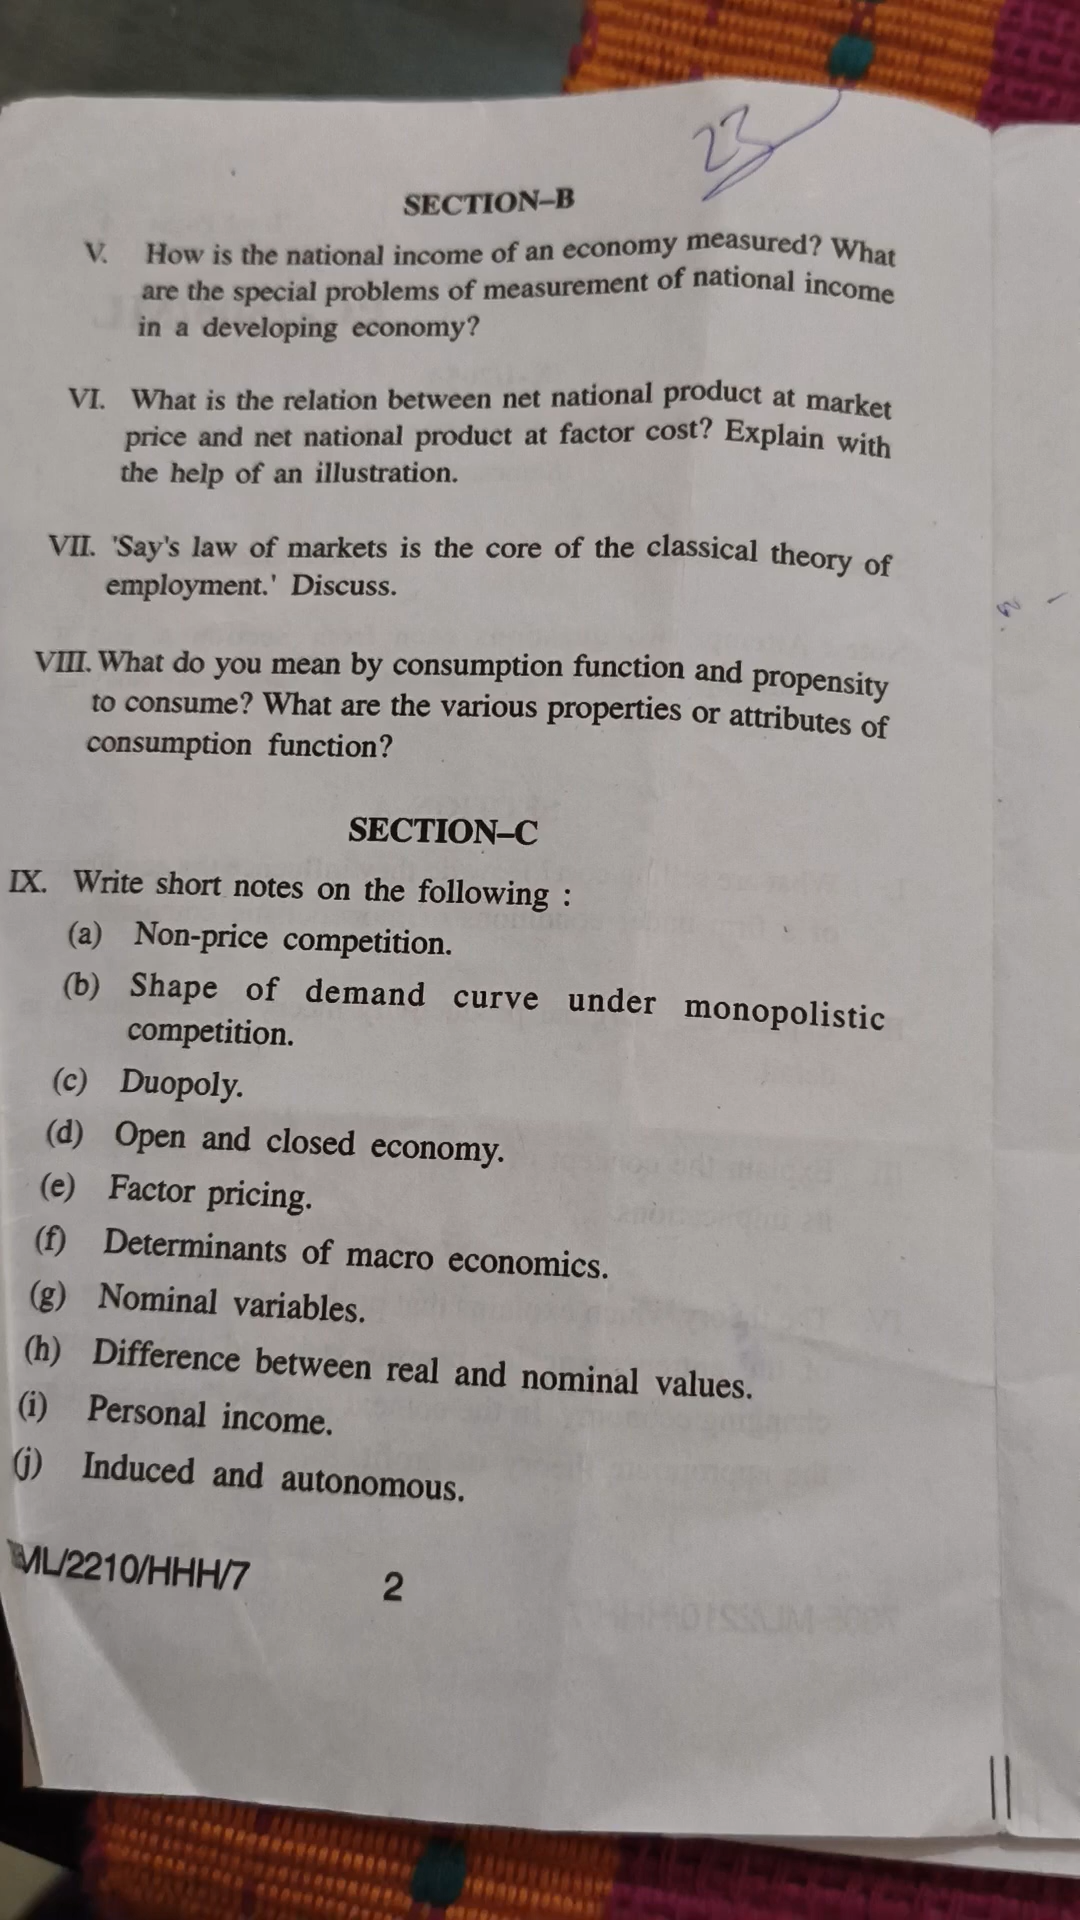 23
SECTION–B
V. How is the national income of an economy measured? What
are the special problems of measurement of national income
in a developing economy?
VI. What is the relation between net national product at market
price and net national product at factor cost? Explain with
the help of an illustration.
VII. 'Say's law of markets is the core of the classical theory of
employment.' Discuss.
VIII. What do you mean by consumption function and propensity
to consume? What are the various properties or attributes of
consumption function?
SECTION–C
IX. Write short notes on the following :
(a) Non-price competition.
(b) Shape of demand curve under monopolistic
competition.
(c) Duopoly.
(d) Open and closed economy.
(e) Factor pricing.
(f) Determinants of macro economics.
(g) Nominal variables.
(h) Difference between real and nominal values.
(i) Personal income.
(j) Induced and autonomous.
ML/2210/HHH/7 2